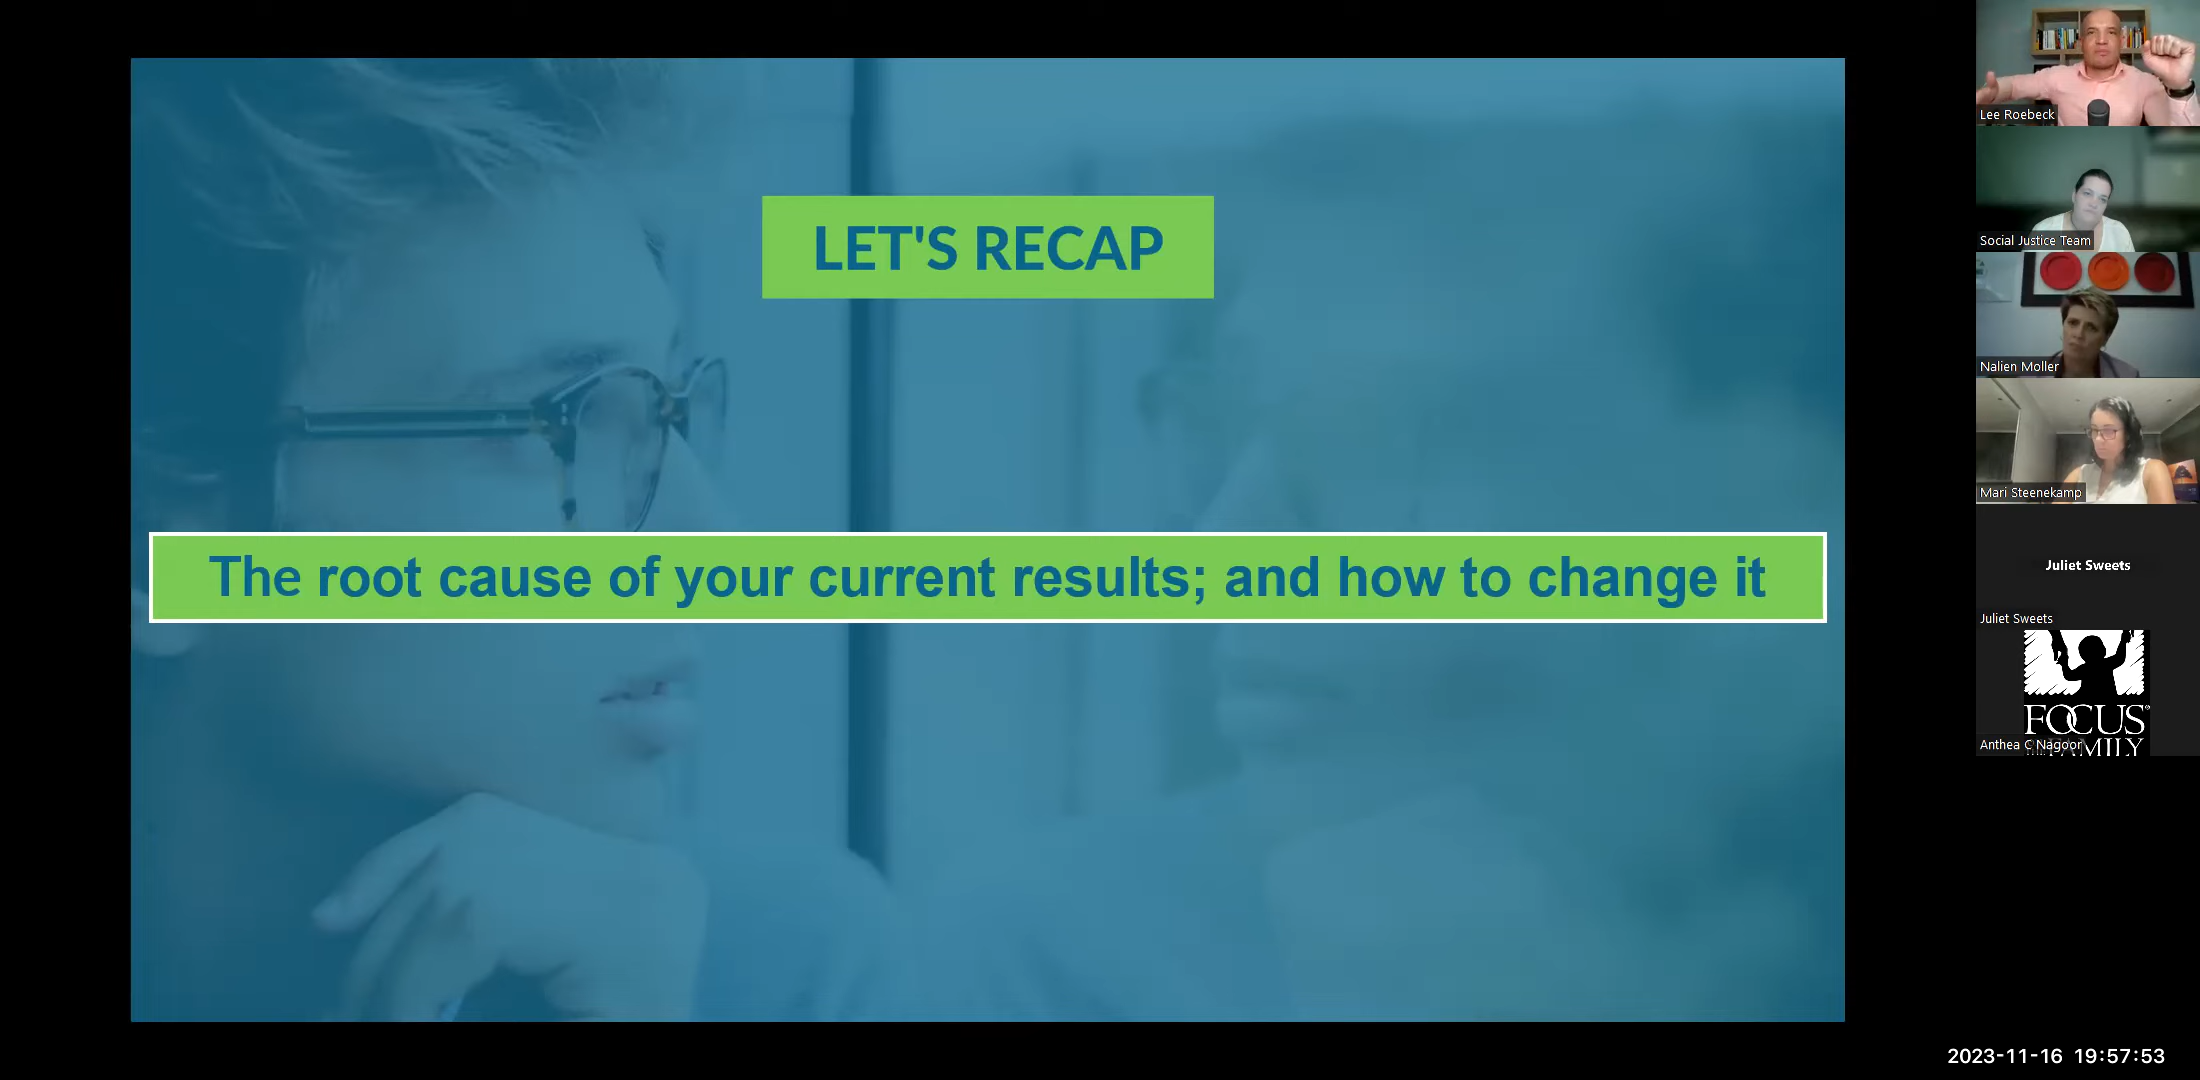 LET'S RECAP
The root cause of your current results; and how to change it
Lee Roebeck
Social Justice Team
Nalien Moller
Mari Steenekamp
Juliet Sweets
Juliet Sweets
FOCUS®
FAMILY
Anthea C Nagoor
2023-11-16 19:57:53